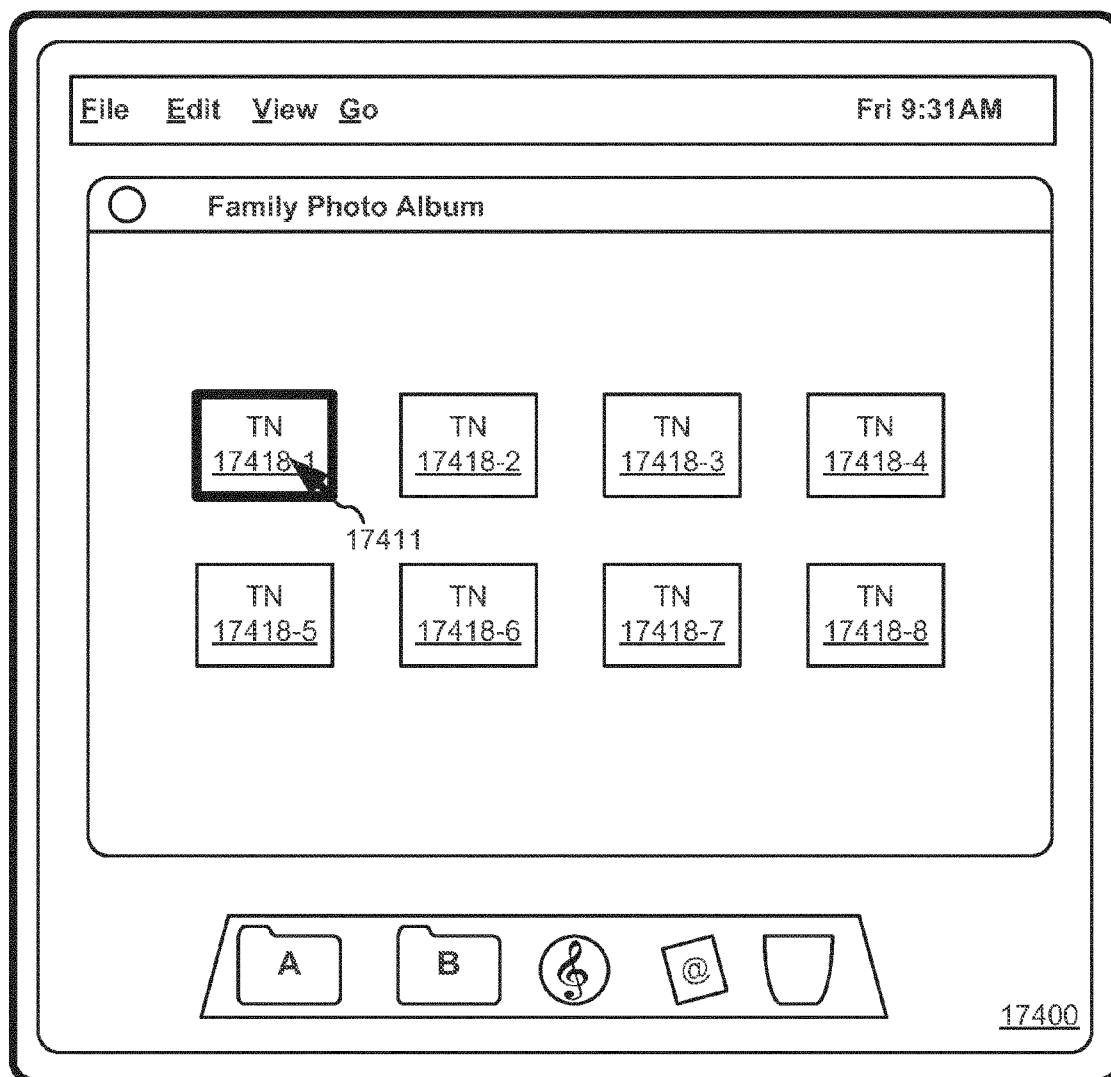 File Edit View Go Fri 9:31AM
Family Photo Album
TN TN TN TN
17418-1 17418-2 17418-3 17418-4
17411
TN TN TN TN
17418-5 17418-6 17418-7 17418-8
A B @
17400